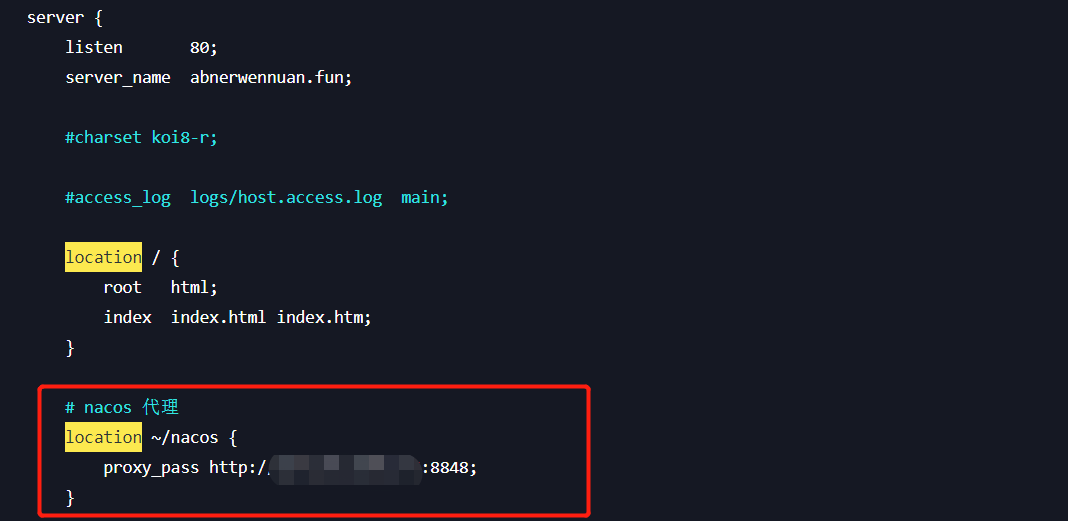 server {
listen 80;
server_name abnerwennuan.fun;
#charset koi8-r;
#access_log logs/host.access.log main;
location / {
root html;
index index.html index.htm;
}
# nacos 代理
location ~/nacos {
proxy_pass http:/ :8848;
}